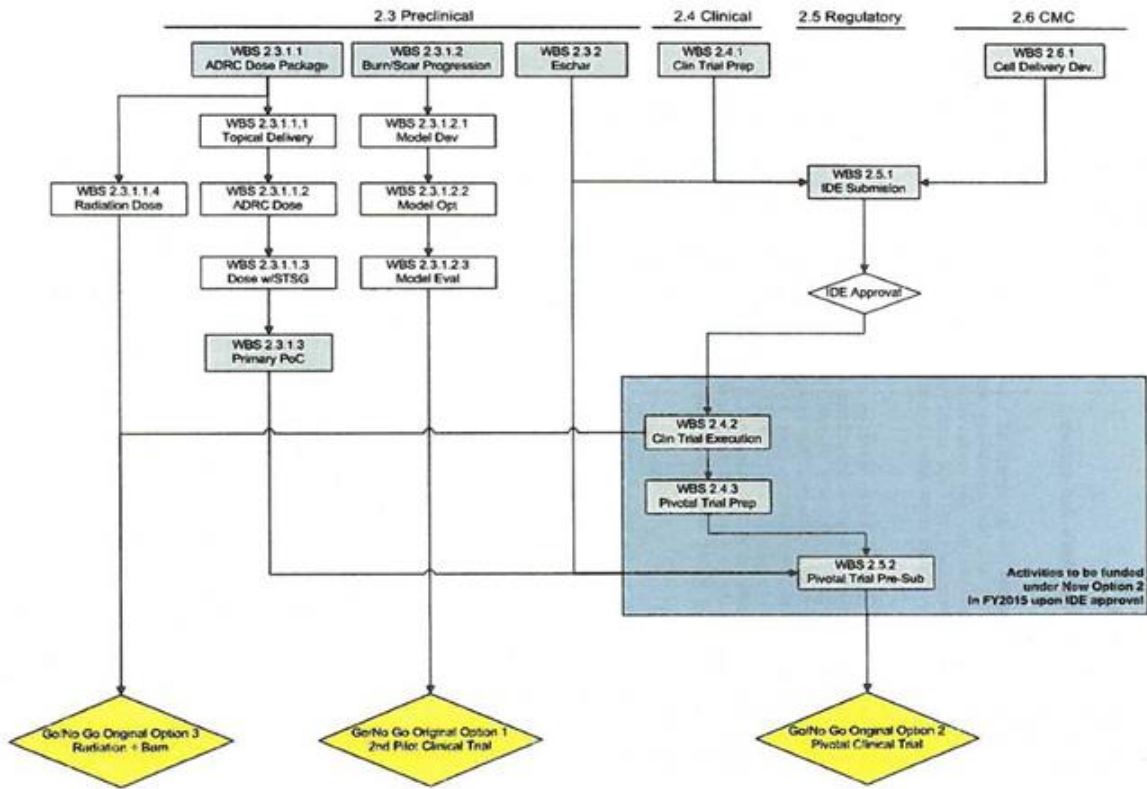 2.3 Preclinical
2.4 Clinical
2.5 Regulatory
2.6 CMC
WBS 2.3.1.1
ADRC Dose Package
WBS 2.3.1.2
Burn/Scar Progression
WBS 2.3.2
Eschar
WBS 2.4.1
Clin Trial Prep
WBS 2.6.1
Cell Delivery Dev.
WBS 2.3.1.1.1
Topical Delivery
WBS 2.3.1.2.1
Model Dev
WBS 2.3.1.1.4
Radiation Dose
WBS 2.3.1.1.2
ADRC Dose
WBS 2.3.1.2.2
Model Opt
WBS 2.5.1
IDE Submision
WBS 2.3.1.1.3
Dose w/STSG
WBS 2.3.1.2.3
Model Eval
IDE Approval
WBS 2.3.1.3
Primary PoC
WBS 2.4.2
Clin Trial Execution
WBS 2.4.3
Pivotal Trial Prep
WBS 2.5.2
Pivotal Trial Pre-Sub
Activities to be funded
under New Option 2
in FY2015 upon IDE approval
Go/No Go Original Option 3
Radiation + Burn
Go/No Go Original Option 1
2nd Pilot Clinical Trial
Go/No Go Original Option 2
Pivotal Clinical Trial